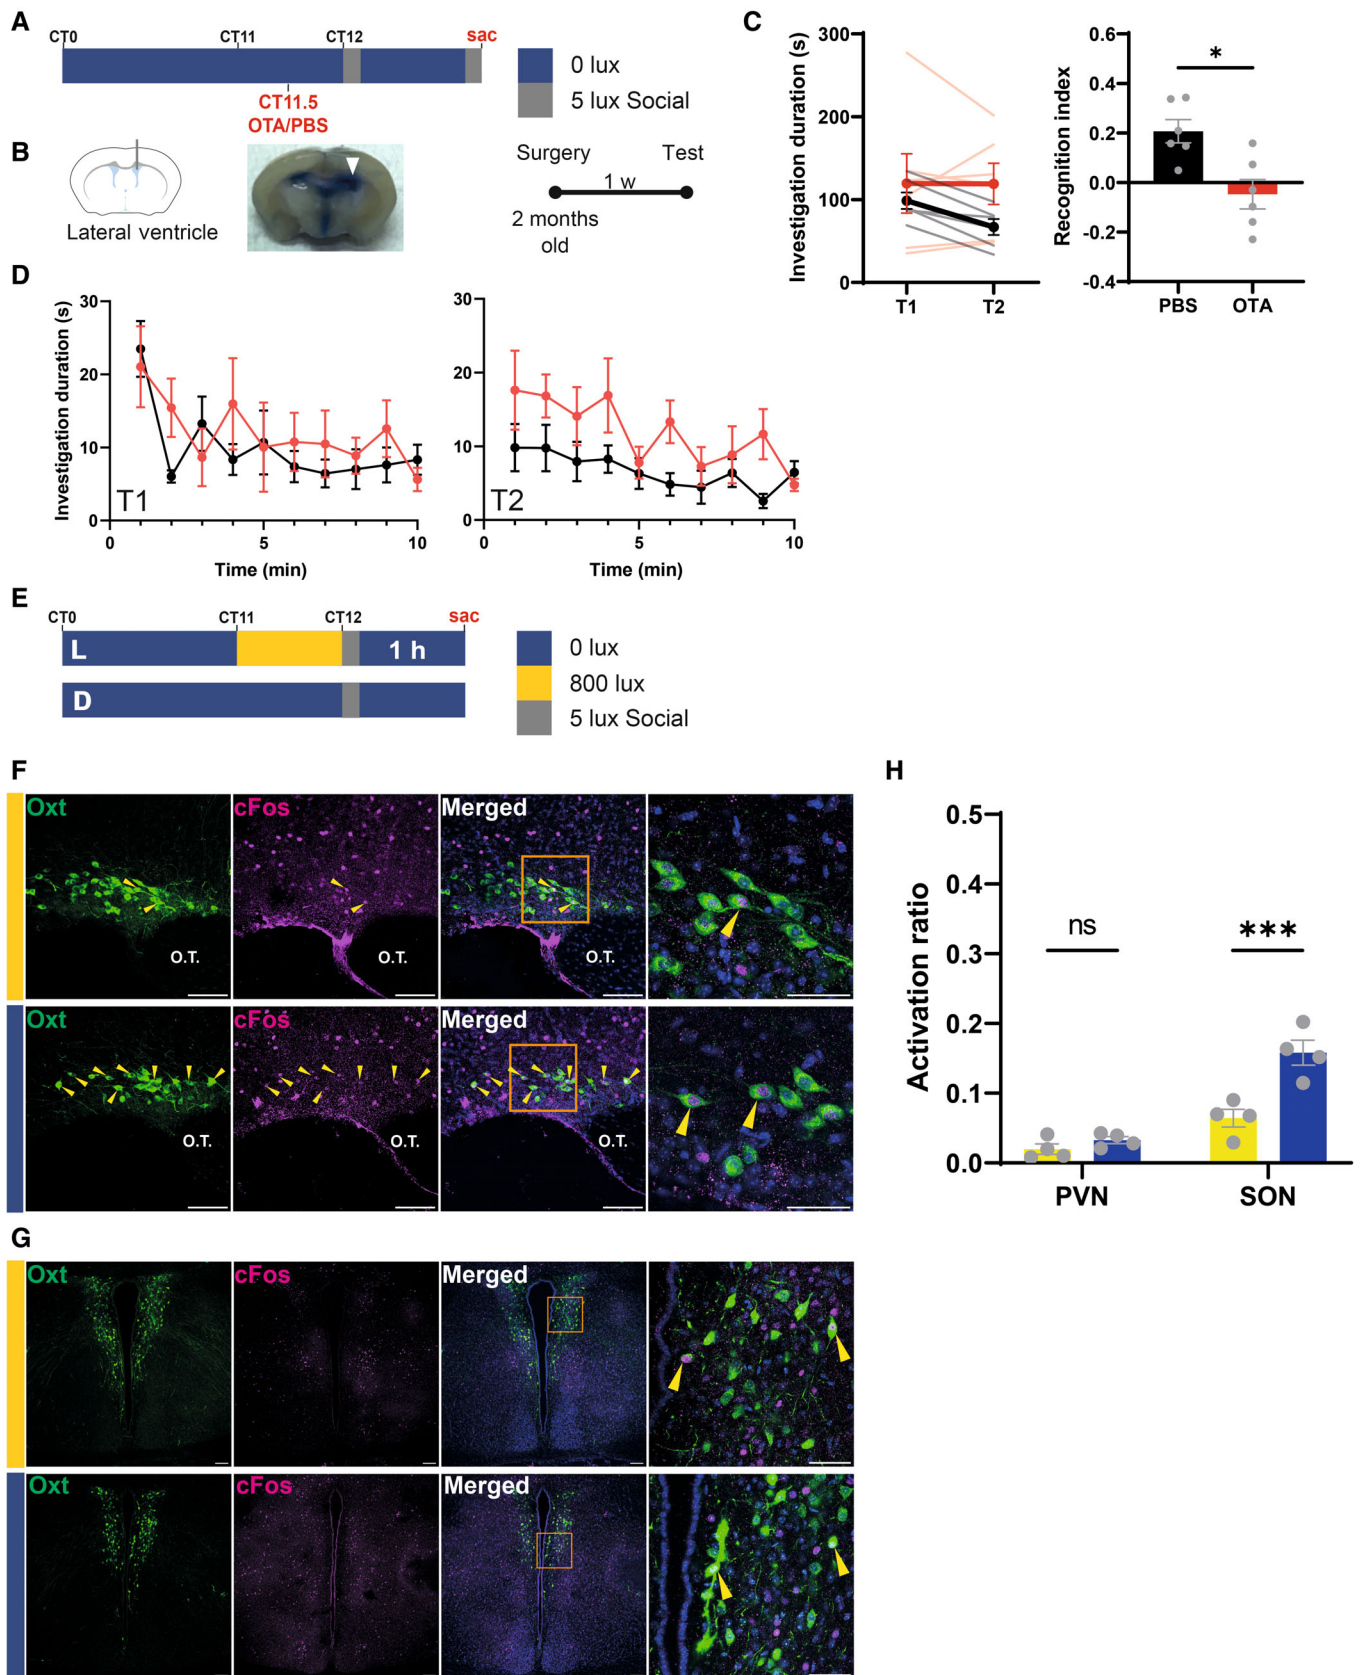 A
CT0 CT11 CT12 sac
CT11.5
OTA/PBS
0 lux
5 lux Social
B
Lateral ventricle
Surgery Test
1 w
2 months
old
C
Investigation duration (s)
300
200
100
0
T1 T2
Recognition index
0.6
0.4
0.2
0.0
-0.2
-0.4
*
PBS OTA
D
Investigation duration (s)
30
20
10
0
T1
0 5 10
Time (min)
30
20
10
0
T2
0 5 10
Time (min)
E
CT0 CT11 CT12 sac
L 1 h
D
0 lux
800 lux
5 lux Social
F
Oxt cFos Merged
O.T. O.T. O.T.
Oxt cFos Merged
O.T. O.T. O.T.
G
Oxt cFos Merged
Oxt cFos Merged
H
Activation ratio
0.5
0.4
0.3
0.2
0.1
0.0
ns ***
PVN SON